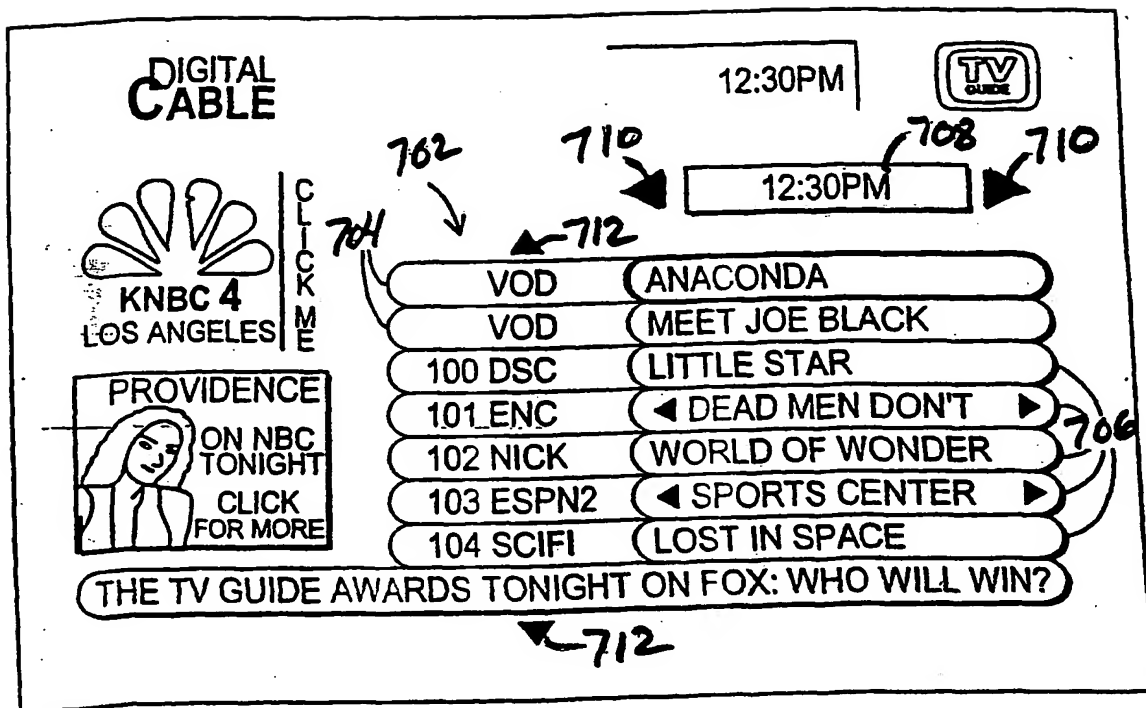 DIGITAL
CABLE
12:30PM
TV
GUIDE
702
710
708
710
12:30PM
CLICK ME
704
712
KNBC 4
LOS ANGELES
VOD ANACONDA
VOD MEET JOE BLACK
100 DSC LITTLE STAR
101 ENC ◄ DEAD MEN DON'T ►
102 NICK WORLD OF WONDER
103 ESPN2 ◄ SPORTS CENTER ►
104 SCIFI LOST IN SPACE
706
PROVIDENCE
ON NBC
TONIGHT
CLICK
FOR MORE
THE TV GUIDE AWARDS TONIGHT ON FOX: WHO WILL WIN?
712